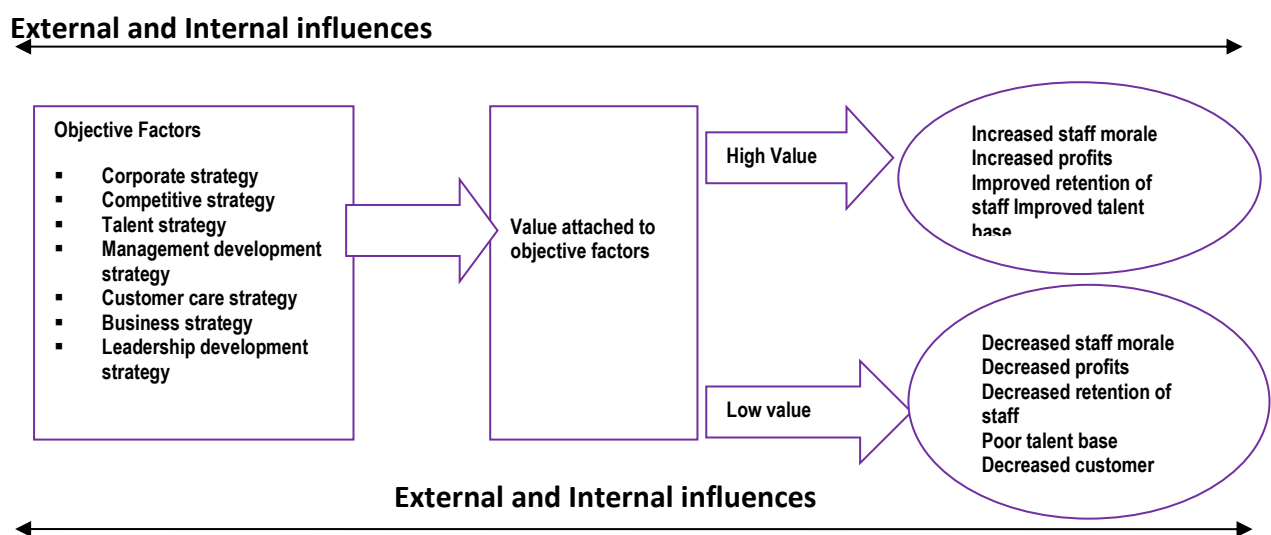 External and Internal influences
Objective Factors
▪ Corporate strategy
▪ Competitive strategy
▪ Talent strategy
▪ Management development
strategy
▪ Customer care strategy
▪ Business strategy
▪ Leadership development
strategy
Value attached to
objective factors
High Value
Increased staff morale
Increased profits
Improved retention of
staff Improved talent
base
Low value
Decreased staff morale
Decreased profits
Decreased retention of
staff
Poor talent base
Decreased customer
External and Internal influences